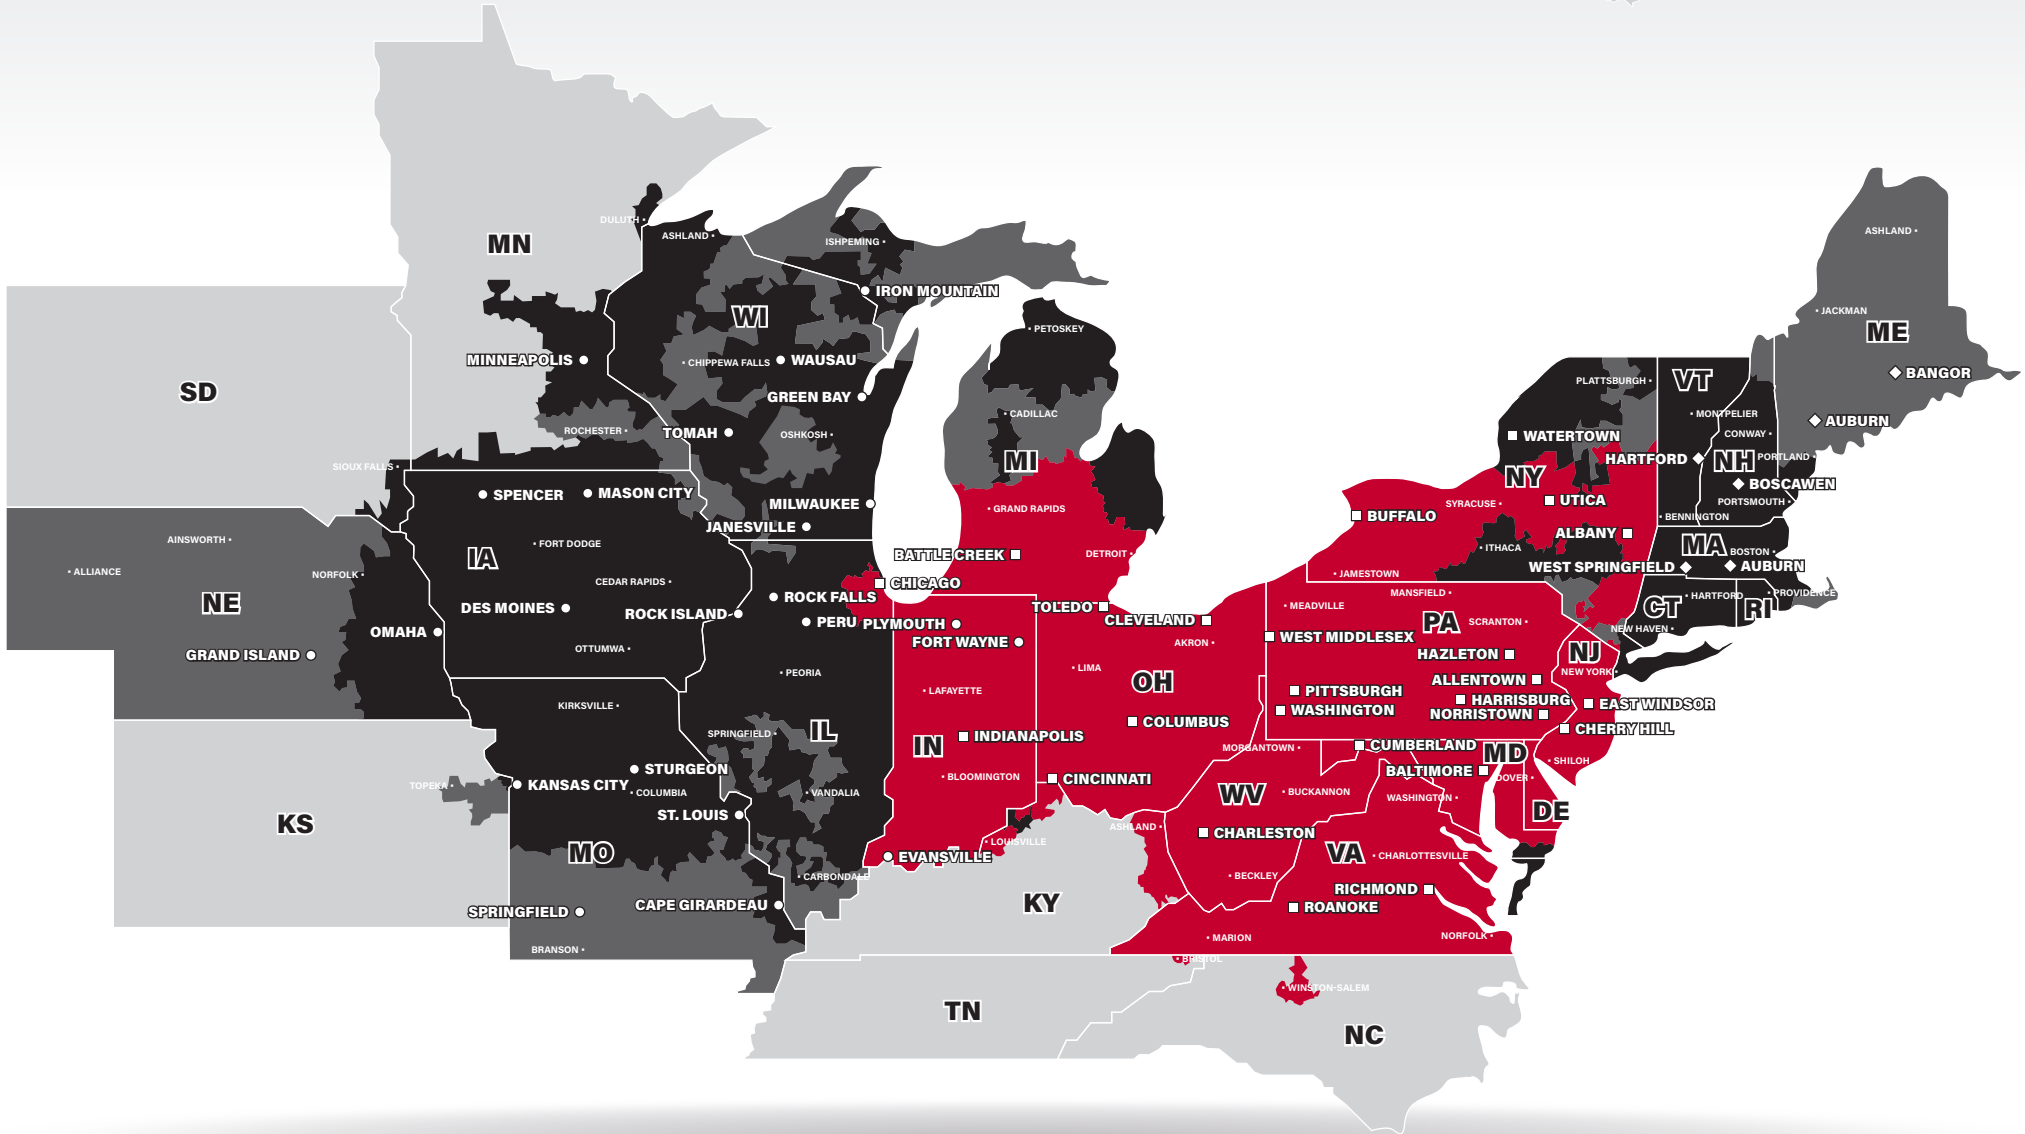 MN
DULUTH
ASHLAND
ISHPEMING
IRON MOUNTAIN
WI
MINNEAPOLIS
CHIPPEWA FALLS
WAUSAU
GREEN BAY
ROCHESTER
TOMAH
OSHKOSH
SIOUX FALLS
MILWAUKEE
JANESVILLE
SD
PETOSKEY
CADILLAC
MI
GRAND RAPIDS
BATTLE CREEK
DETROIT
SPENCER
MASON CITY
IA
FORT DODGE
CEDAR RAPIDS
DES MOINES
ROCK ISLAND
OTTUMWA
AINSWORTH
ALLIANCE
NORFOLK
NE
OMAHA
GRAND ISLAND
CHICAGO
ROCK FALLS
PERU
PLYMOUTH
FORT WAYNE
PEORIA
LAFAYETTE
SPRINGFIELD
IL
IN
INDIANAPOLIS
VANDALIA
BLOOMINGTON
CARBONDALE
EVANSVILLE
LOUISVILLE
KIRKSVILLE
STURGEON
KANSAS CITY
COLUMBIA
ST. LOUIS
MO
TOPEKA
KS
SPRINGFIELD
CAPE GIRARDEAU
BRANSON
TOLEDO
CLEVELAND
AKRON
LIMA
OH
COLUMBUS
CINCINNATI
KY
ASHLAND
TN
BRISTOL
WINSTON-SALEM
NC
MORGANTOWN
WV
BUCKANNON
CHARLESTON
BECKLEY
VA
CHARLOTTESVILLE
RICHMOND
ROANOKE
MARION
NORFOLK
CUMBERLAND
MD
BALTIMORE
DOVER
WASHINGTON
DE
SHILOH
MEADVILLE
WEST MIDDLESEX
PITTSBURGH
WASHINGTON
MANSFIELD
PA
SCRANTON
HAZLETON
ALLENTOWN
HARRISBURG
NORRISTOWN
NJ
NEW YORK
EAST WINDSOR
CHERRY HILL
PLATTSBURGH
WATERTOWN
NY
UTICA
SYRACUSE
BUFFALO
ALBANY
ITHACA
JAMESTOWN
VT
MONTPELIER
HARTFORD
BENNINGTON
CONWAY
NH
PORTLAND
BOSCAWEN
PORTSMOUTH
MA
BOSTON
WEST SPRINGFIELD
AUBURN
CT
HARTFORD
RI
PROVIDENCE
NEW HAVEN
ASHLAND
JACKMAN
ME
BANGOR
AUBURN